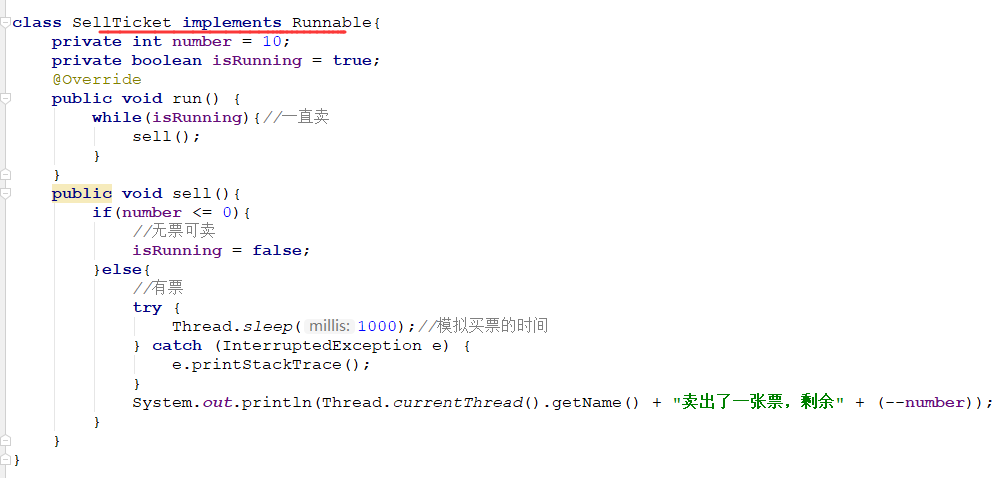 class SellTicket implements Runnable{
    private int number = 10;
    private boolean isRunning = true;
    @Override
    public void run() {
        while(isRunning){//一直卖
            sell();
        }
    }
    public void sell(){
        if(number <= 0){
            //无票可卖
            isRunning = false;
        }else{
            //有票
            try {
                Thread.sleep( millis: 1000);//模拟买票的时间
            } catch (InterruptedException e) {
                e.printStackTrace();
            }
            System.out.println(Thread.currentThread().getName() + "卖出了一张票，剩余" + (--number));
        }
    }
}